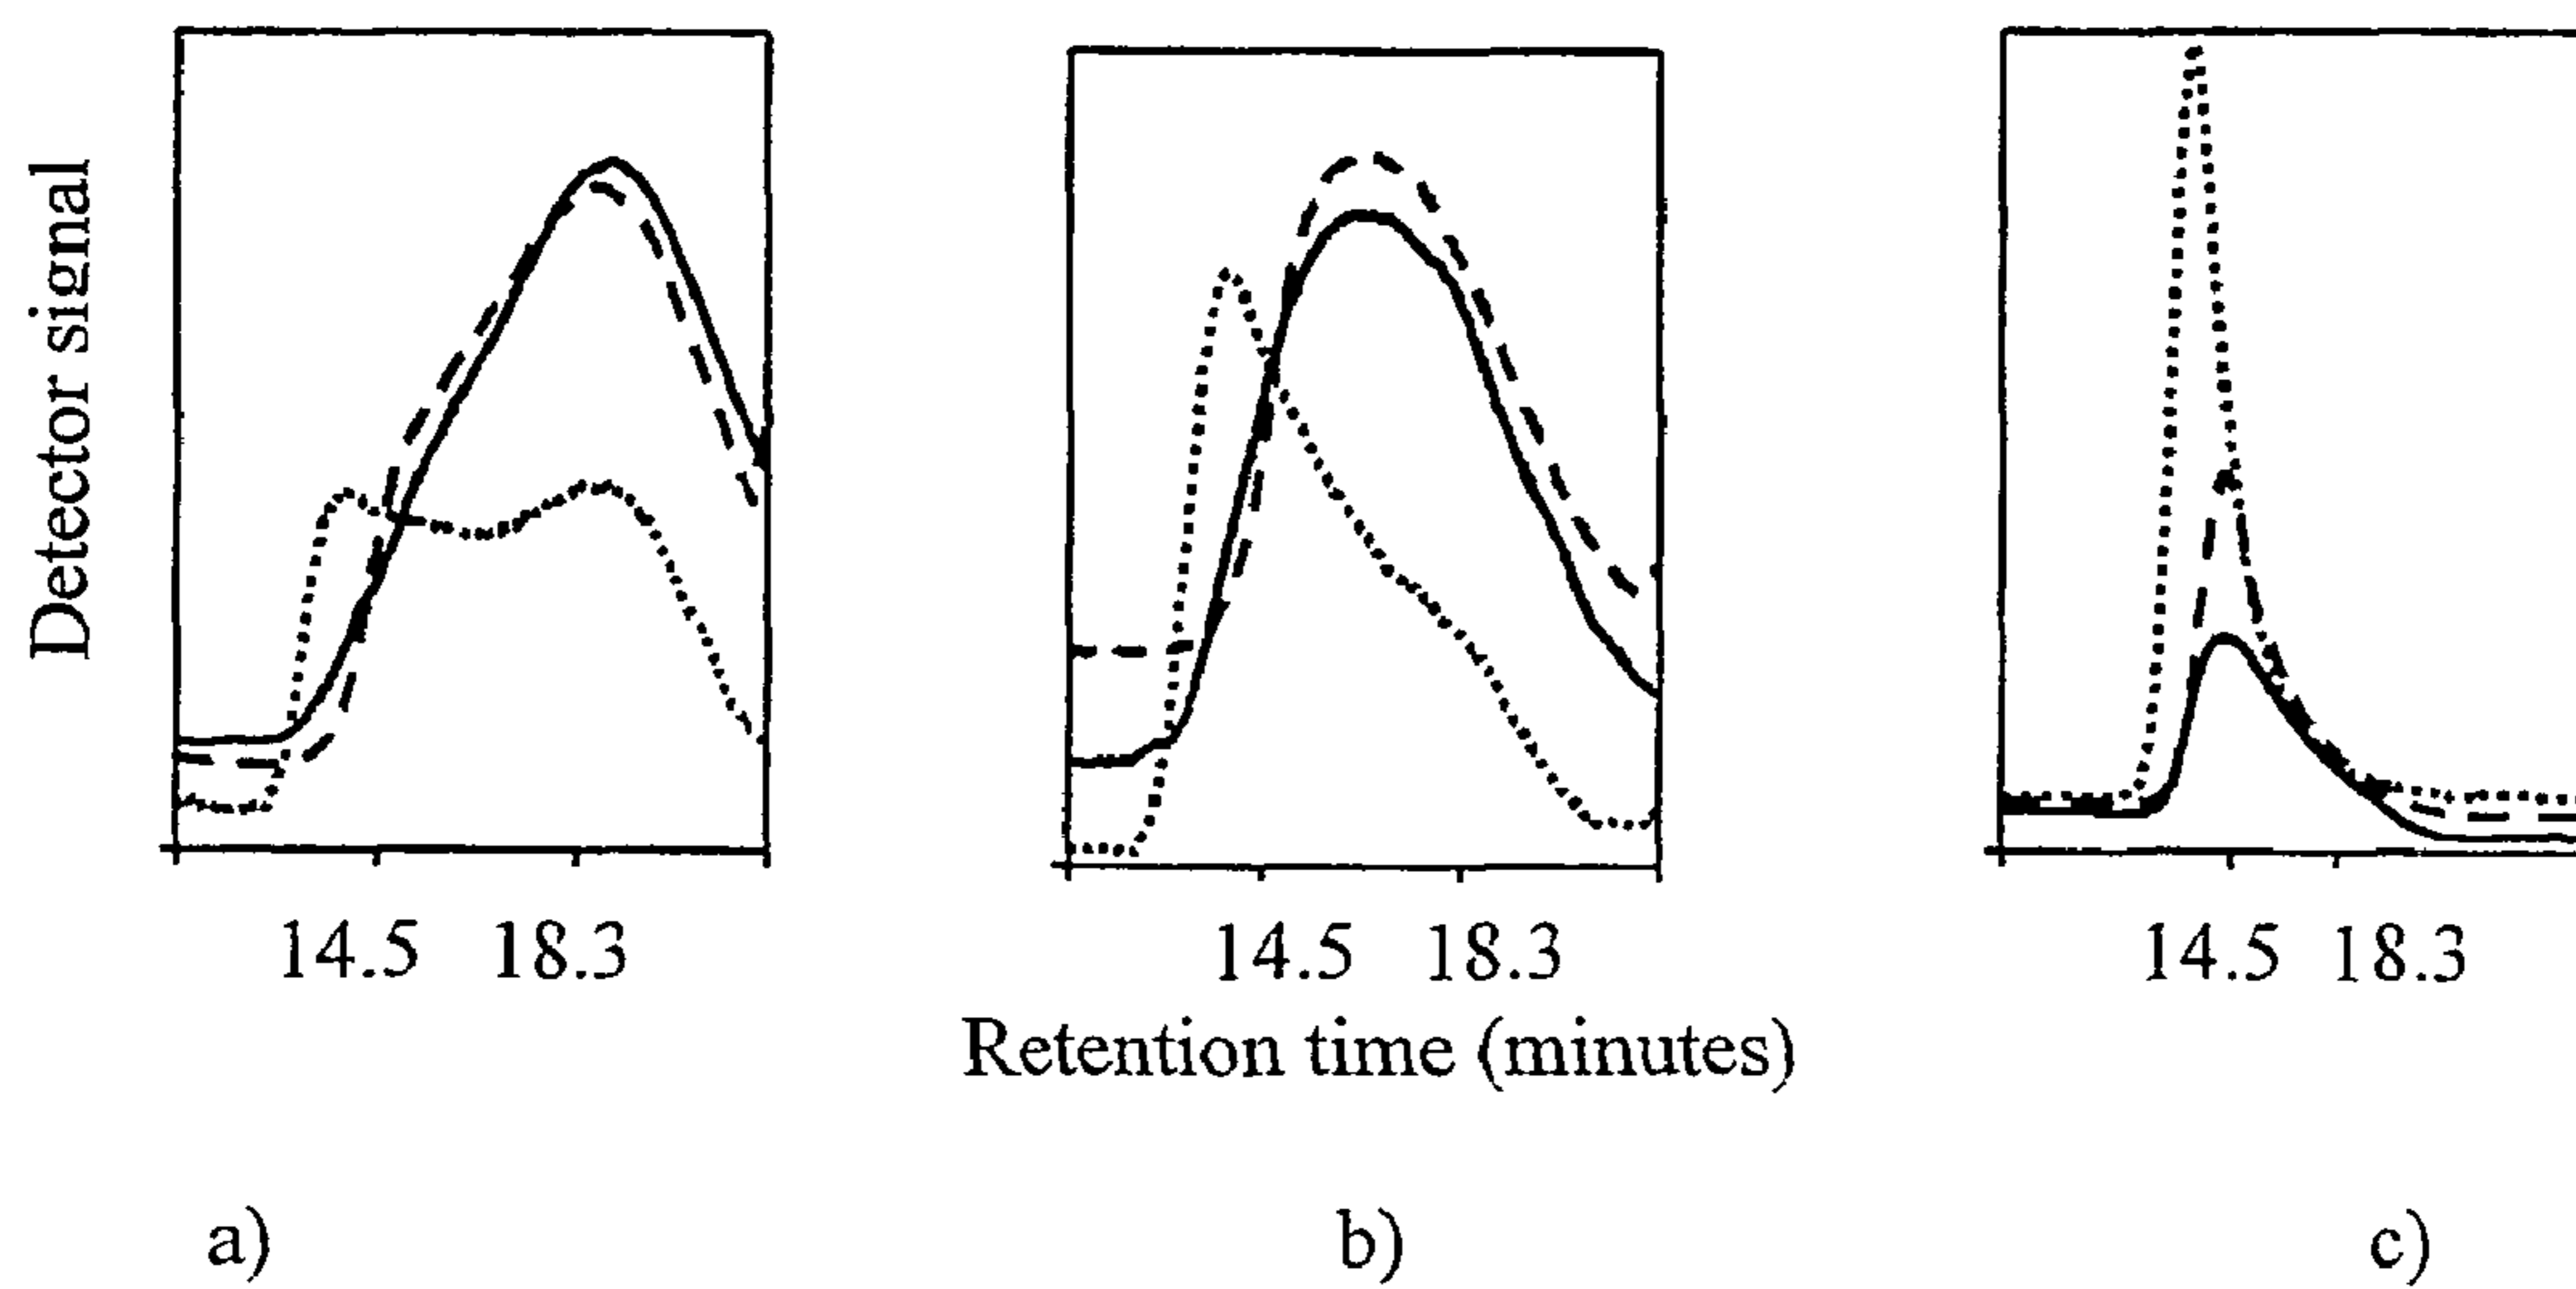 Detector signal
14.5 18.3
14.5 18.3
14.5 18.3
Retention time (minutes)
a)
b)
c)